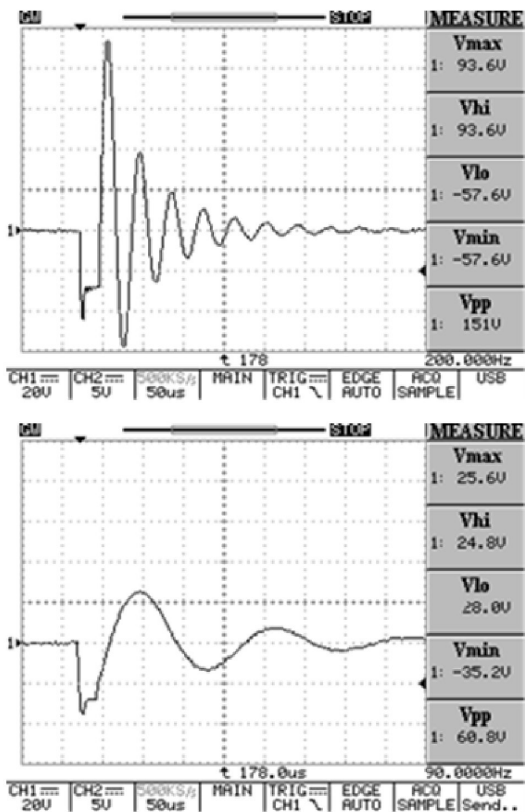 GW STOP MEASURE
Vmax
1: 93.6V
Vhi
1: 93.6V
Vlo
1: -57.6V
Vmin
1: -57.6V
Vpp
1: 151V
1
t 178 200.000Hz
CH1 CH2 500KS/s MAIN TRIG EDGE ACQ USB
20V 5V 50us CH1 AUTO SAMPLE
GW STOP MEASURE
Vmax
1: 25.6V
Vhi
1: 24.8V
Vlo
28.0V
Vmin
1: -35.2V
Vpp
1: 60.8V
1
t 178.0us 90.0000Hz
CH1 CH2 500KS/s MAIN TRIG EDGE ACQ USB
20V 5V 50us CH1 AUTO SAMPLE Send..